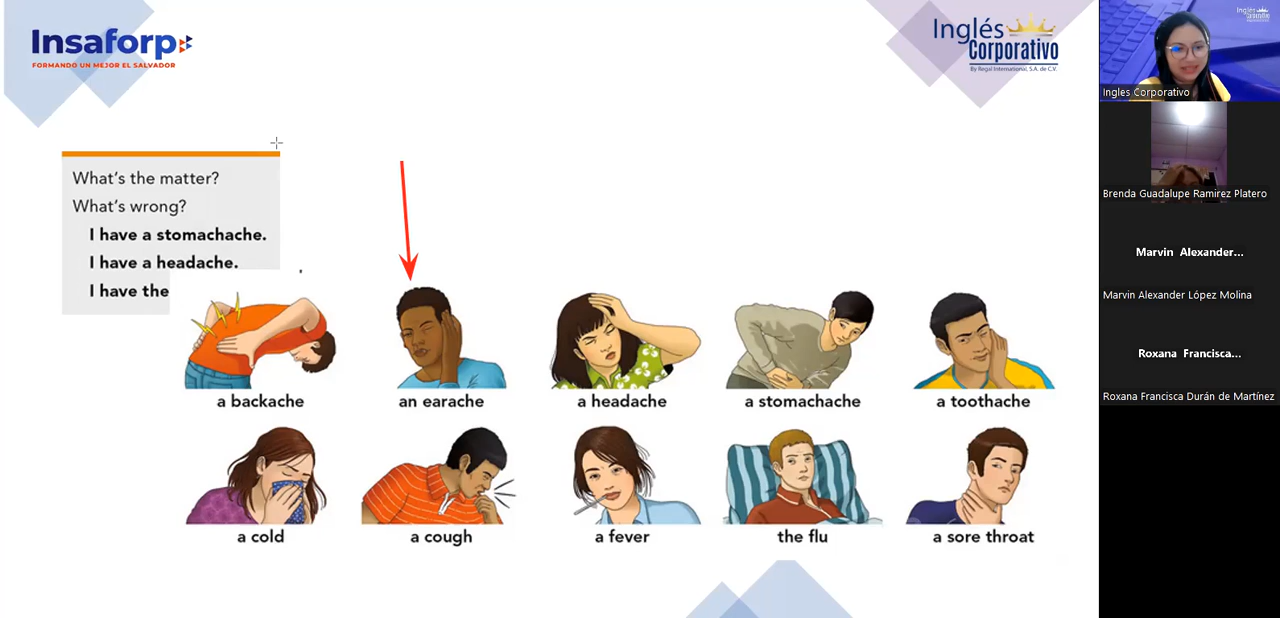 Insaforp
FORMANDO UN MEJOR EL SALVADOR
Inglés
Corporativo
By Regal International, S.A. de C.V.
What's the matter?
What's wrong?
I have a stomachache.
I have a headache.
I have the
a backache
an earache
a headache
a stomachache
a toothache
a cold
a cough
a fever
the flu
a sore throat
Inglés
Corporativo
Ingles Corporativo
Brenda Guadalupe Ramirez Platero
Marvin Alexander...
Marvin Alexander López Molina
Roxana Francisca...
Roxana Francisca Durán de Martínez